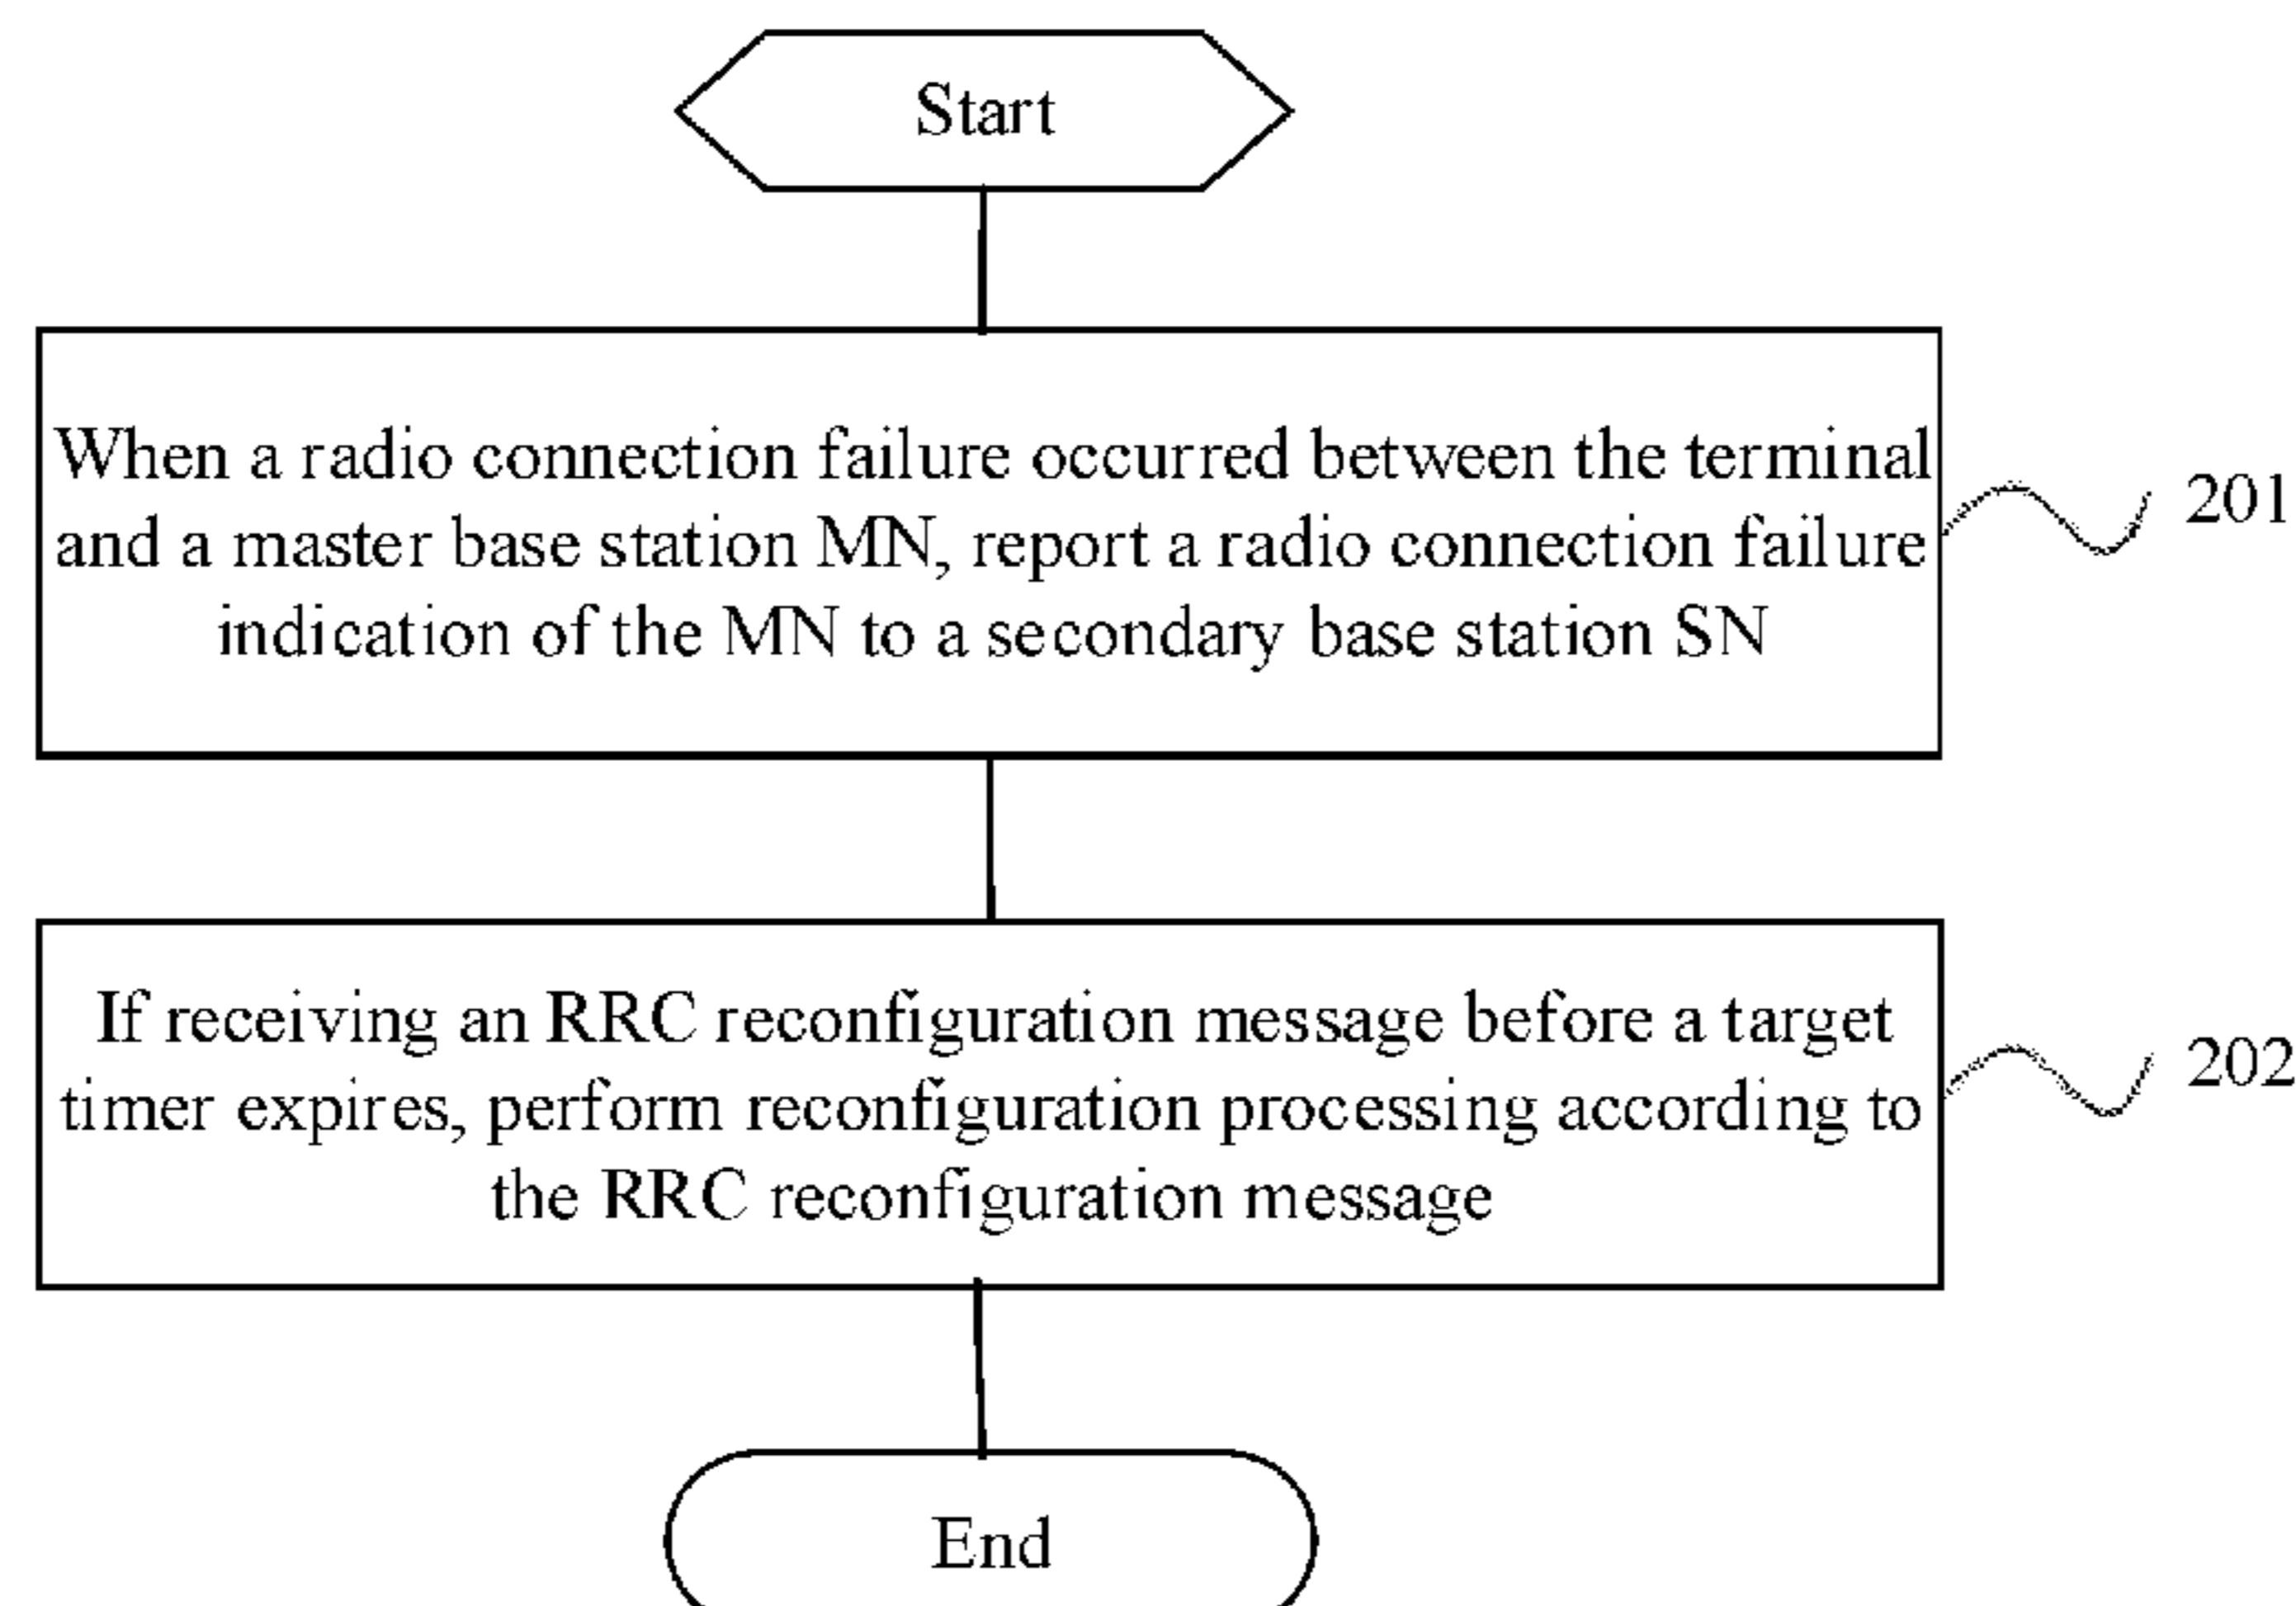 Start
When a radio connection failure occurred between the terminal
and a master base station MN, report a radio connection failure
indication of the MN to a secondary base station SN
201
If receiving an RRC reconfiguration message before a target
timer expires, perform reconfiguration processing according to
the RRC reconfiguration message
202
End